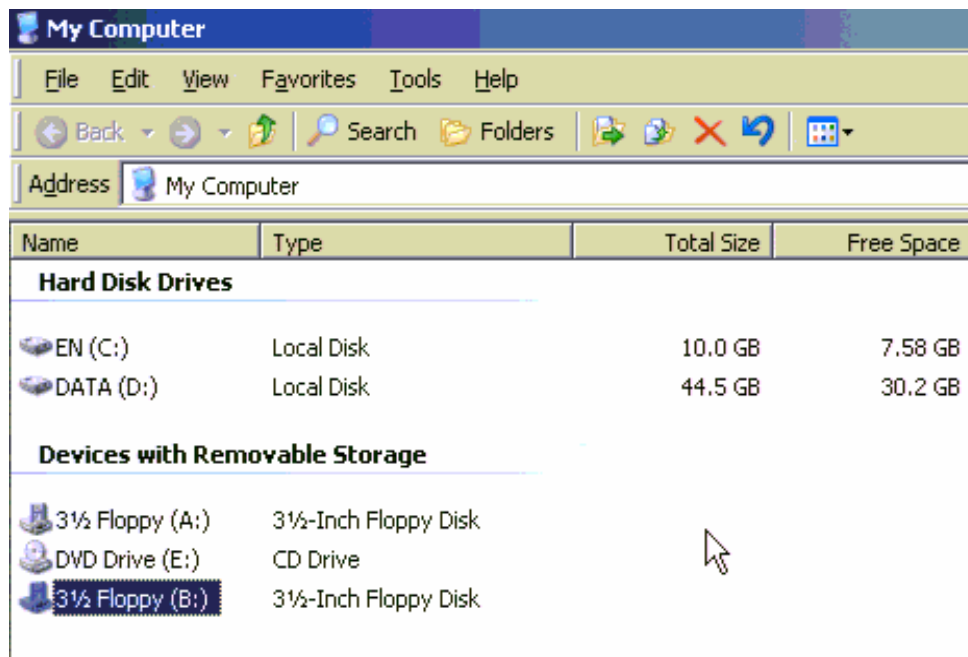 My Computer
File Edit View Favorites Tools Help
Back Search Folders
Address My Computer
Name Type Total Size Free Space
Hard Disk Drives
EN (C:) Local Disk 10.0 GB 7.58 GB
DATA (D:) Local Disk 44.5 GB 30.2 GB
Devices with Removable Storage
3½ Floppy (A:) 3½-Inch Floppy Disk
DVD Drive (E:) CD Drive
3½ Floppy (B:) 3½-Inch Floppy Disk